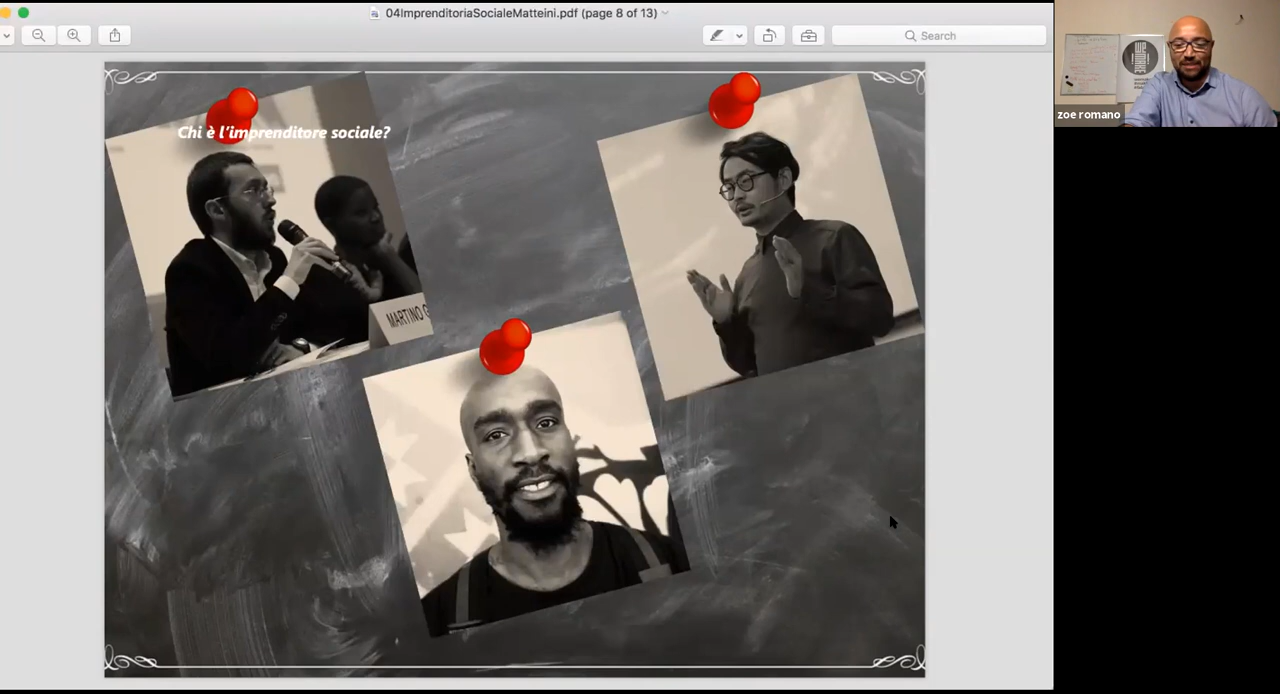 04ImprenditoriaSocialeMatteini.pdf (page 8 of 13)
Search
Chi è l'imprenditore sociale?
MARTINO G
zoe romano